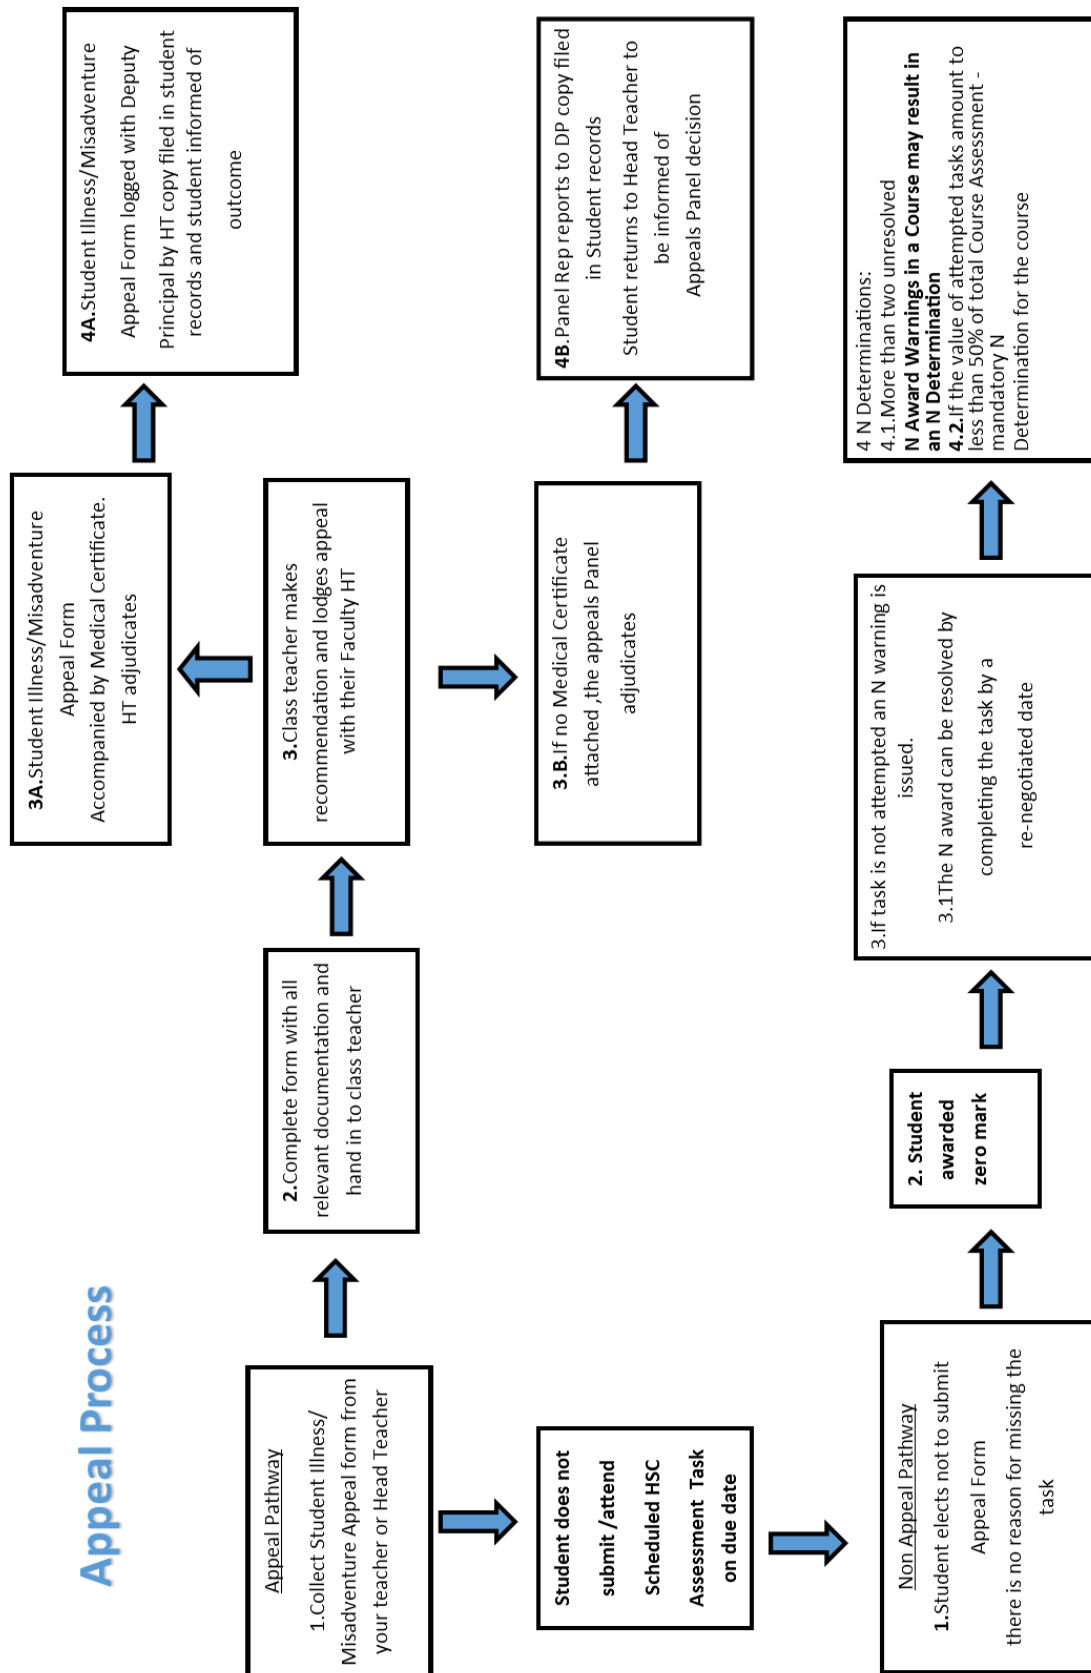 Appeal Process
Appeal Pathway
1.Collect Student Illness/
Misadventure Appeal form from
your teacher or Head Teacher
2.Complete form with all
relevant documentation and
hand in to class teacher
3.Class teacher makes
recommendation and lodges appeal
with their Faculty HT
3A.Student Illness/Misadventure
Appeal Form
Accompanied by Medical Certificate.
HT adjudicates
4A.Student Illness/Misadventure
Appeal Form logged with Deputy
Principal by HT copy filed in student
records and student informed of
outcome
3.B.If no Medical Certificate
attached ,the appeals Panel
adjudicates
4B.Panel Rep reports to DP copy filed
in Student records
Student returns to Head Teacher to
be informed of
Appeals Panel decision
Student does not
submit /attend
Scheduled HSC
Assessment Task
on due date
Non Appeal Pathway
1.Student elects not to submit
Appeal Form
there is no reason for missing the
task
2. Student
awarded
zero mark
3.If task is not attempted an N warning is
issued.
3.1The N award can be resolved by
completing the task by a
re-negotiated date
4 N Determinations:
4.1.More than two unresolved
N Award Warnings in a Course may result in
an N Determination
4.2.If the value of attempted tasks amount to
less than 50% of total Course Assessment -
mandatory N
Determination for the course